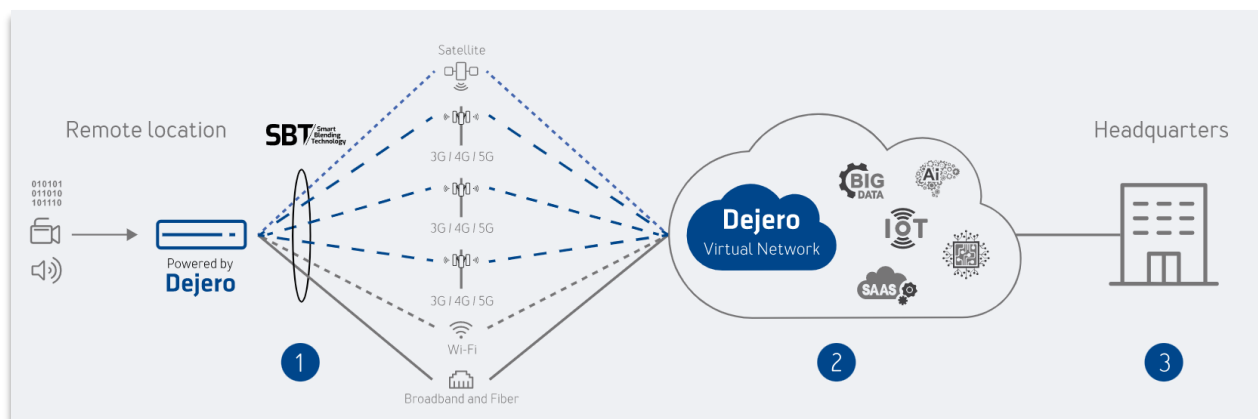 Remote location
010101
011010
101110
Powered by
Dejero
SBT Smart
Blending
Technology
Satellite
3G / 4G / 5G
3G / 4G / 5G
3G / 4G / 5G
Wi-Fi
Broadband and Fiber
1
Dejero
Virtual Network
BIG
DATA
Ai
IOT
SAAS
2
Headquarters
3